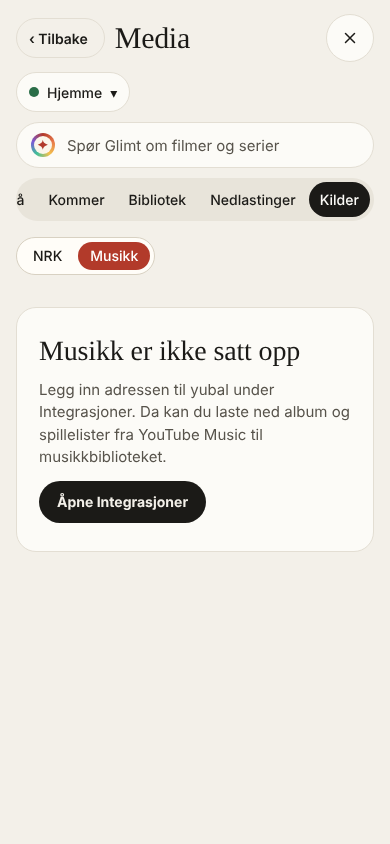 ‹ Tilbake
Media
×
Hjemme ▾
Spør Glimt om filmer og serier
å
Kommer
Bibliotek
Nedlastinger
Kilder
NRK
Musikk
Musikk er ikke satt opp
Legg inn adressen til yubal under
Integrasjoner. Da kan du laste ned album og
spillelister fra YouTube Music til
musikkbiblioteket.
Åpne Integrasjoner